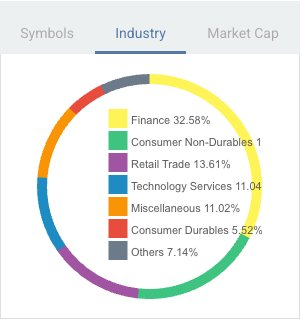 Symbols
Industry
Market Cap
Finance 32.58%
Consumer Non-Durables 1
Retail Trade 13.61%
Technology Services 11.04
Miscellaneous 11.02%
Consumer Durables 5.52%
Others 7.14%